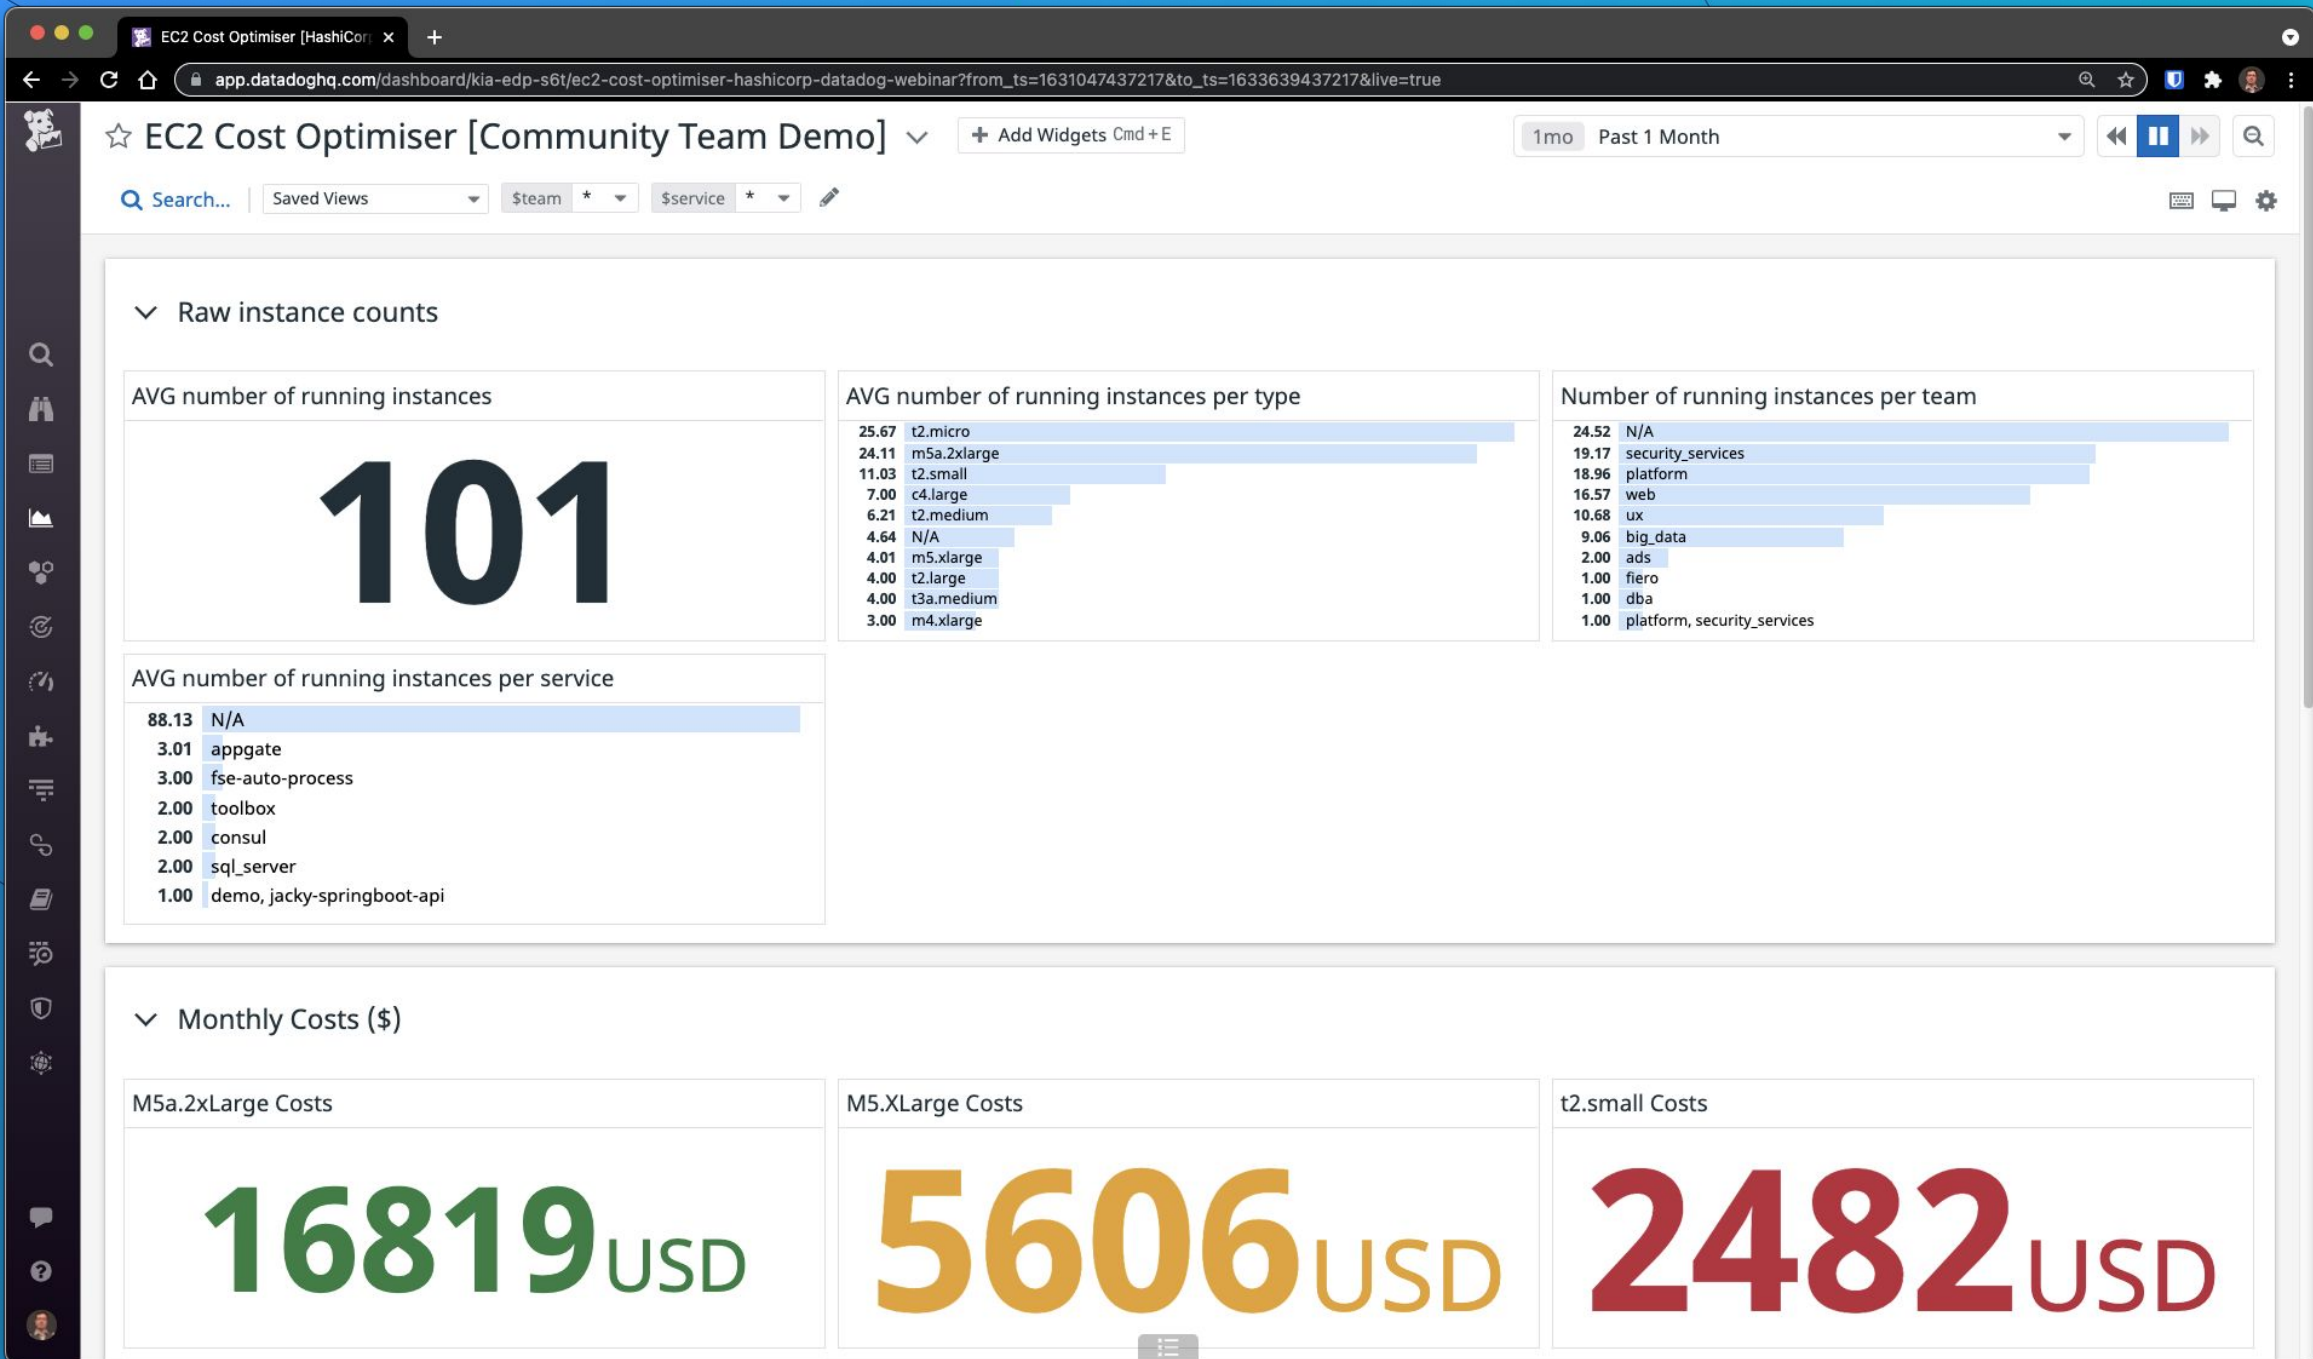 EC2 Cost Optimiser [HashiCor
app.datadoghq.com/dashboard/kia-edp-s6t/ec2-cost-optimiser-hashicorp-datadog-webinar?from_ts=1631047437217&to_ts=1633639437217&live=true
EC2 Cost Optimiser [Community Team Demo]
+ Add Widgets Cmd+E
1mo Past 1 Month
Search...
Saved Views
$team *
$service *
Raw instance counts
AVG number of running instances
101
AVG number of running instances per type
25.67 t2.micro
24.11 m5a.2xlarge
11.03 t2.small
7.00 c4.large
6.21 t2.medium
4.64 N/A
4.01 m5.xlarge
4.00 t2.large
4.00 t3a.medium
3.00 m4.xlarge
Number of running instances per team
24.52 N/A
19.17 security_services
18.96 platform
16.57 web
10.68 ux
9.06 big_data
2.00 ads
1.00 fiero
1.00 dba
1.00 platform, security_services
AVG number of running instances per service
88.13 N/A
3.01 appgate
3.00 fse-auto-process
2.00 toolbox
2.00 consul
2.00 sql_server
1.00 demo, jacky-springboot-api
Monthly Costs ($)
M5a.2xLarge Costs
16819 USD
M5.XLarge Costs
5606 USD
t2.small Costs
2482 USD